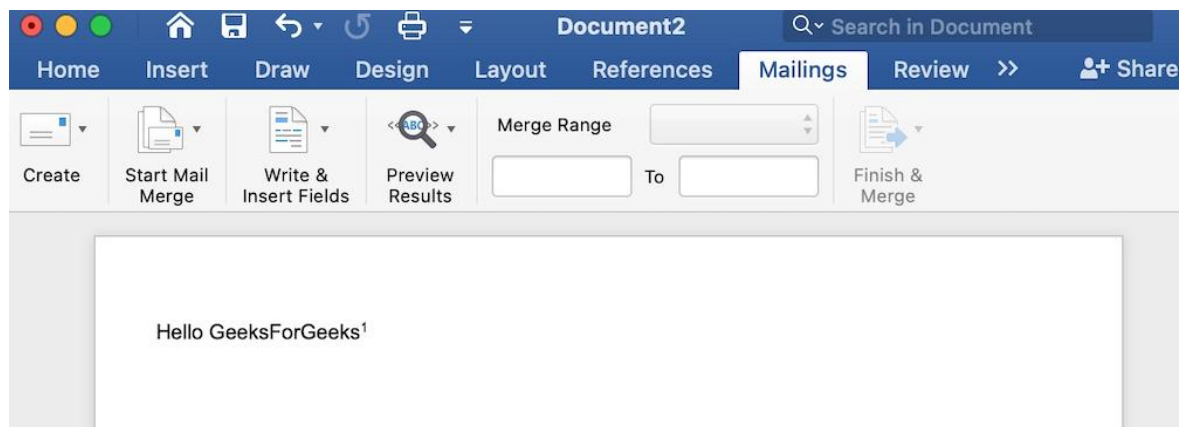 Document2
Search in Document
Home Insert Draw Design Layout References Mailings Review >> Share
Create
Start Mail
Merge
Write &
Insert Fields
<<ABC>>
Preview
Results
Merge Range
To
Finish &
Merge
Hello GeeksForGeeks¹